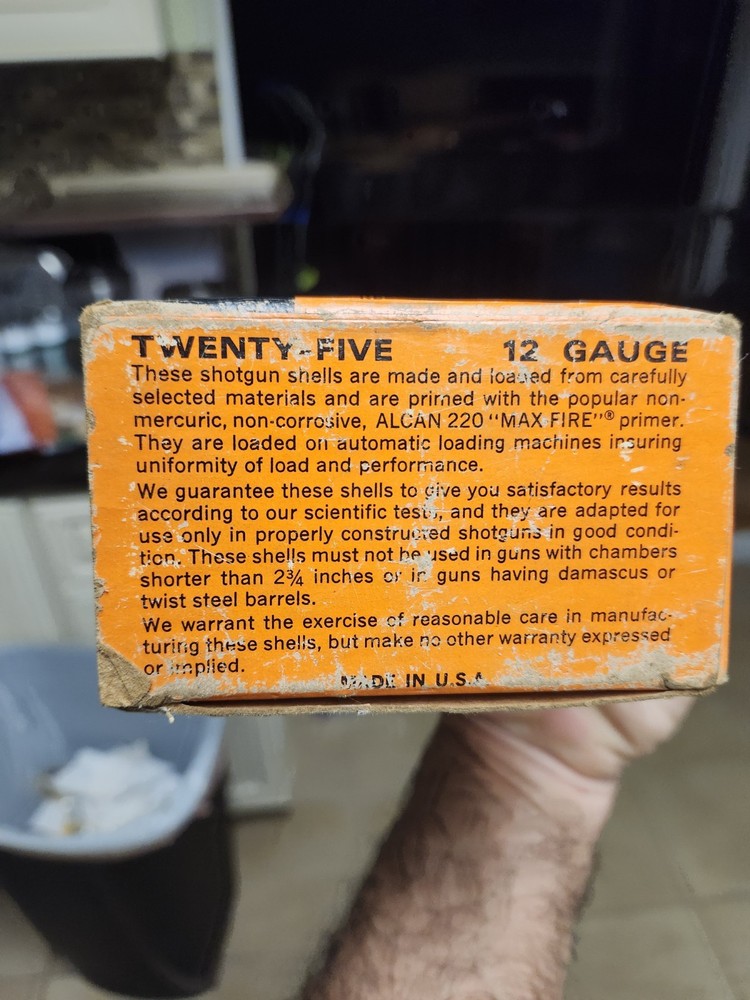 TWENTY-FIVE 12 GAUGE
These shotgun shells are made and loaded from carefully
selected materials and are primed with the popular non-
mercuric, non-corrosive, ALCAN 220 "MAX FIRE"® primer.
They are loaded on automatic loading machines insuring
uniformity of load and performance.
We guarantee these shells to give you satisfactory results
according to our scientific tests, and they are adapted for
use only in properly constructed shotguns in good condi-
tion. These shells must not be used in guns with chambers
shorter than 2¾ inches or in guns having damascus or
twist steel barrels.
We warrant the exercise of reasonable care in manufac-
turing these shells, but make no other warranty expressed
or implied.
MADE IN U.S.A.